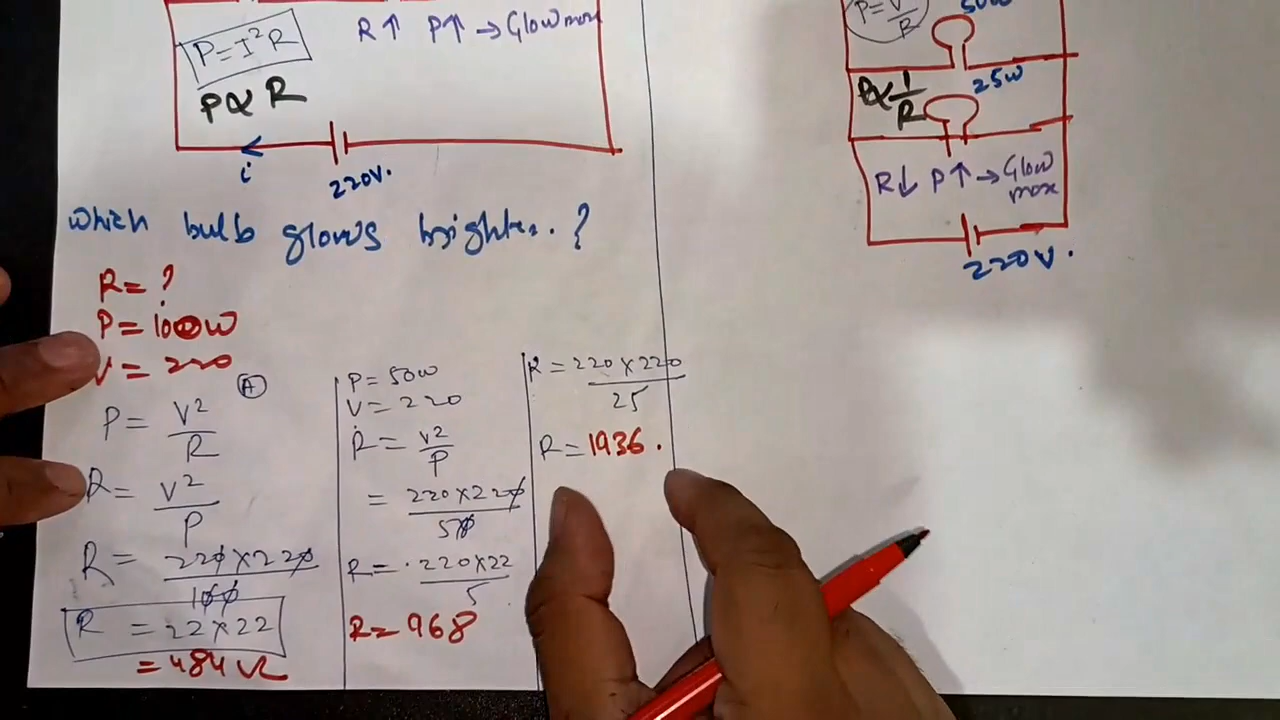 P = I²R
R↑ P↑ → Glow max
P ∝ R
i
220V.
which bulb glows brighter. ?
R = ?
P = 100W
V = 220
P = V²/R
R = V²/P
R = 220×220/100
R = 22×22
= 484 Ω
A
P = 50W
V = 220
R = V²/P
= 220×220/50
R = 220×22/5
R = 968
R = 220×220/25
R = 1936.
P = V²/R
50W
25W
P ∝ 1/R
R↓ P↑ → Glow max
220V.